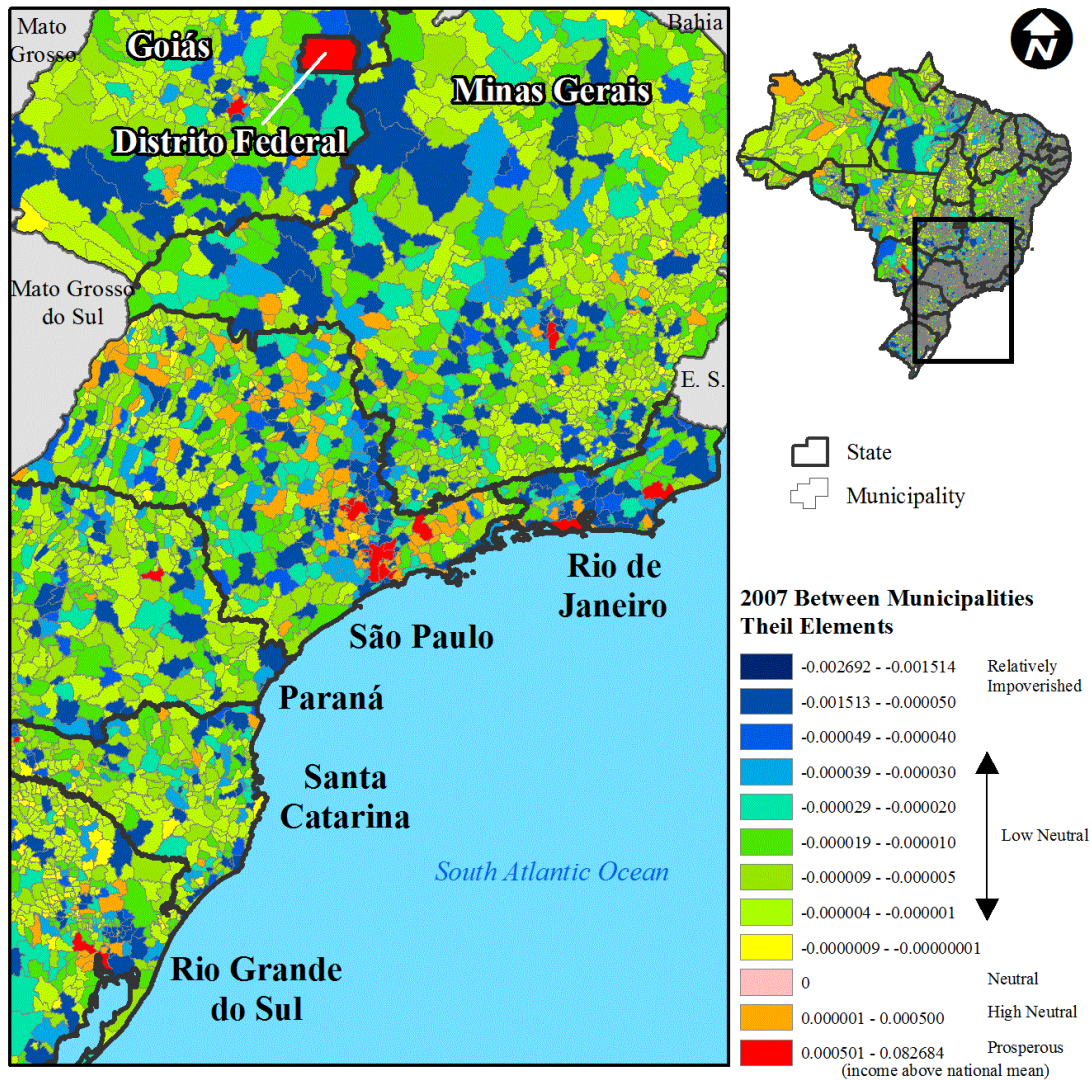 Mato
Grosso
Goiás
Bahia
Minas Gerais
Distrito Federal
Mato Grosso
do Sul
E. S.
Rio de
Janeiro
São Paulo
Paraná
Santa
Catarina
South Atlantic Ocean
Rio Grande
do Sul
N
State
Municipality
2007 Between Municipalities
Theil Elements
-0.002692 - -0.001514
Relatively
Impoverished
-0.001513 - -0.000050
-0.000049 - -0.000040
-0.000039 - -0.000030
-0.000029 - -0.000020
-0.000019 - -0.000010
Low Neutral
-0.000009 - -0.000005
-0.000004 - -0.000001
-0.0000009 - -0.00000001
0
Neutral
0.000001 - 0.000500
High Neutral
0.000501 - 0.082684
Prosperous
(income above national mean)